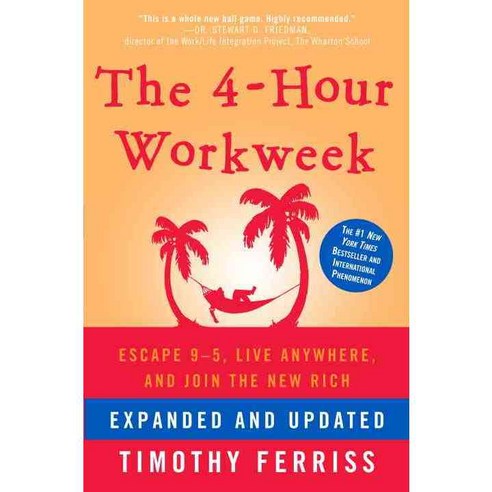 "This is a whole new ball game. Highly recommended."
—DR. STEWART D. FRIEDMAN,
director of the Work/Life Integration Project, The Wharton School
The 4-Hour
Workweek
THE #1 NEW
YORK TIMES
BESTSELLER AND
INTERNATIONAL
PHENOMENON
ESCAPE 9–5, LIVE ANYWHERE,
AND JOIN THE NEW RICH
EXPANDED AND UPDATED
TIMOTHY FERRISS